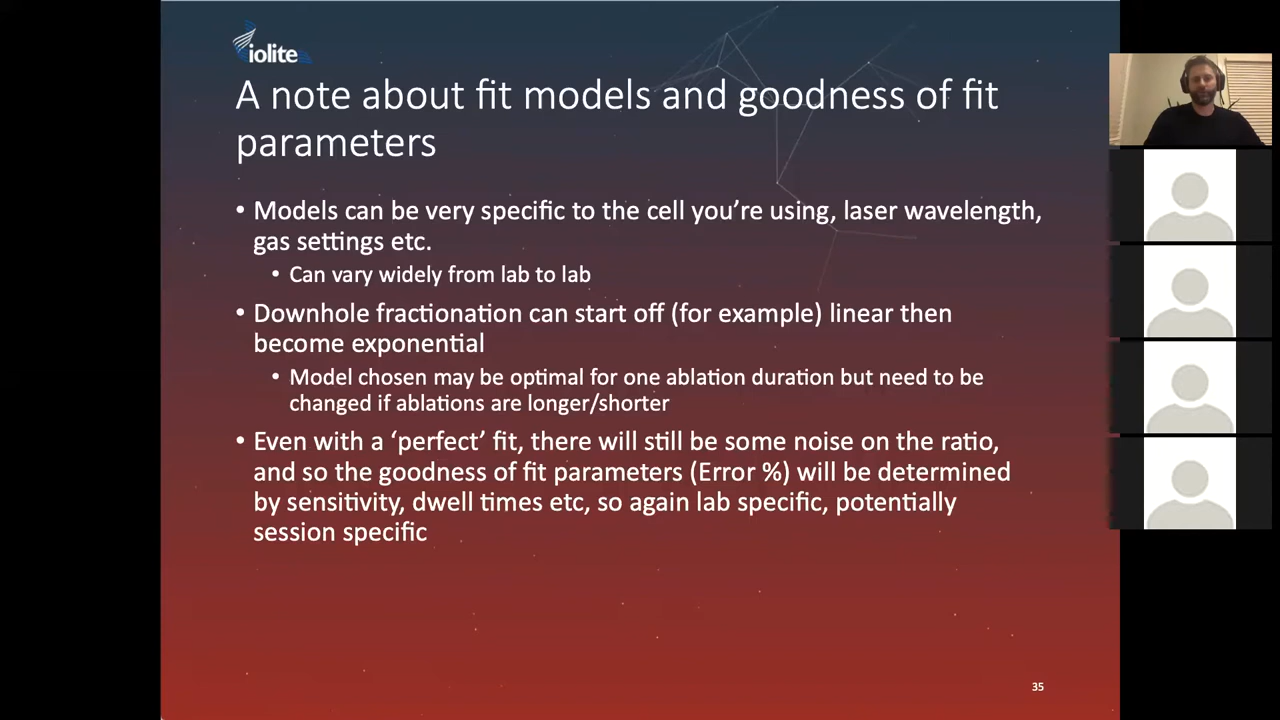 iolite
A note about fit models and goodness of fit
parameters
• Models can be very specific to the cell you’re using, laser wavelength,
gas settings etc.
• Can vary widely from lab to lab
• Downhole fractionation can start off (for example) linear then
become exponential
• Model chosen may be optimal for one ablation duration but need to be
changed if ablations are longer/shorter
• Even with a ‘perfect’ fit, there will still be some noise on the ratio,
and so the goodness of fit parameters (Error %) will be determined
by sensitivity, dwell times etc, so again lab specific, potentially
session specific
35